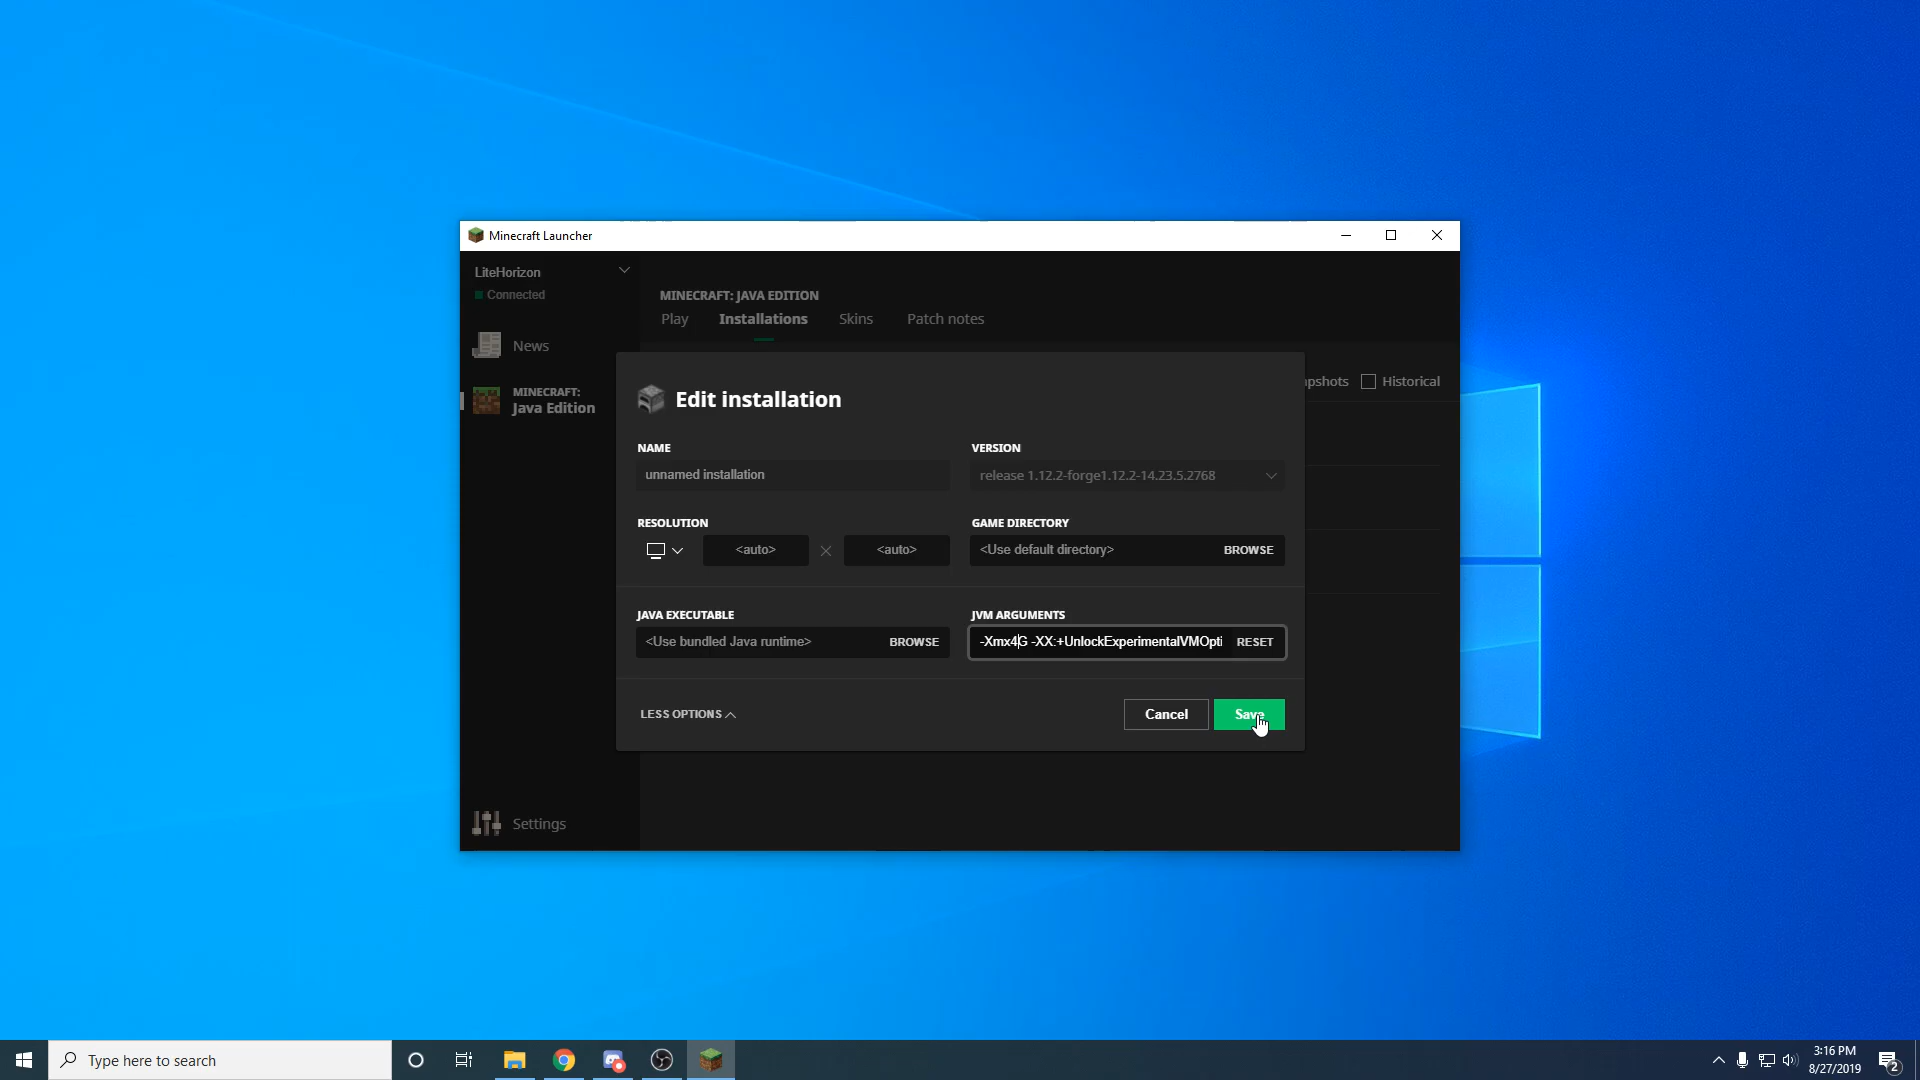 Minecraft Launcher
LiteHorizon
Connected
News
MINECRAFT:
Java Edition
Settings
MINECRAFT: JAVA EDITION
Play Installations Skins Patch notes
pshots Historical
Edit installation
NAME VERSION
unnamed installation release 1.12.2-forge1.12.2-14.23.5.2768
RESOLUTION GAME DIRECTORY
<auto> <auto> <Use default directory> BROWSE
JAVA EXECUTABLE JVM ARGUMENTS
<Use bundled Java runtime> BROWSE -Xmx4G -XX:+UnlockExperimentalVMOpti RESET
LESS OPTIONS Cancel Save
Type here to search
3:16 PM
8/27/2019
2